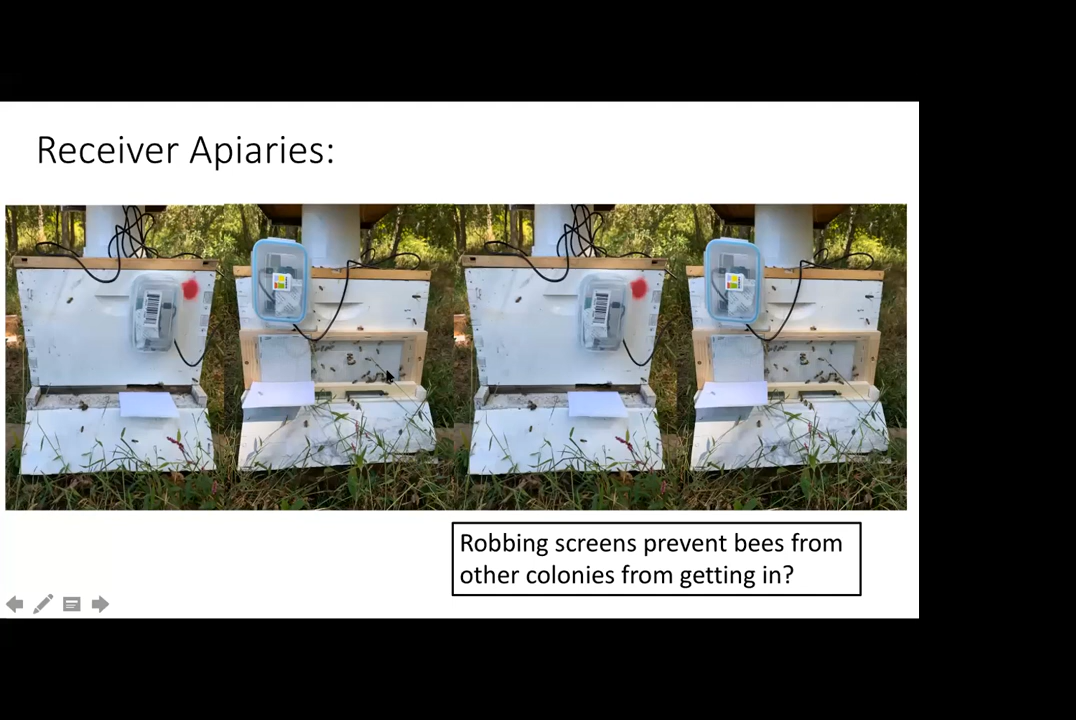 Receiver Apiaries:
Robbing screens prevent bees from
other colonies from getting in?